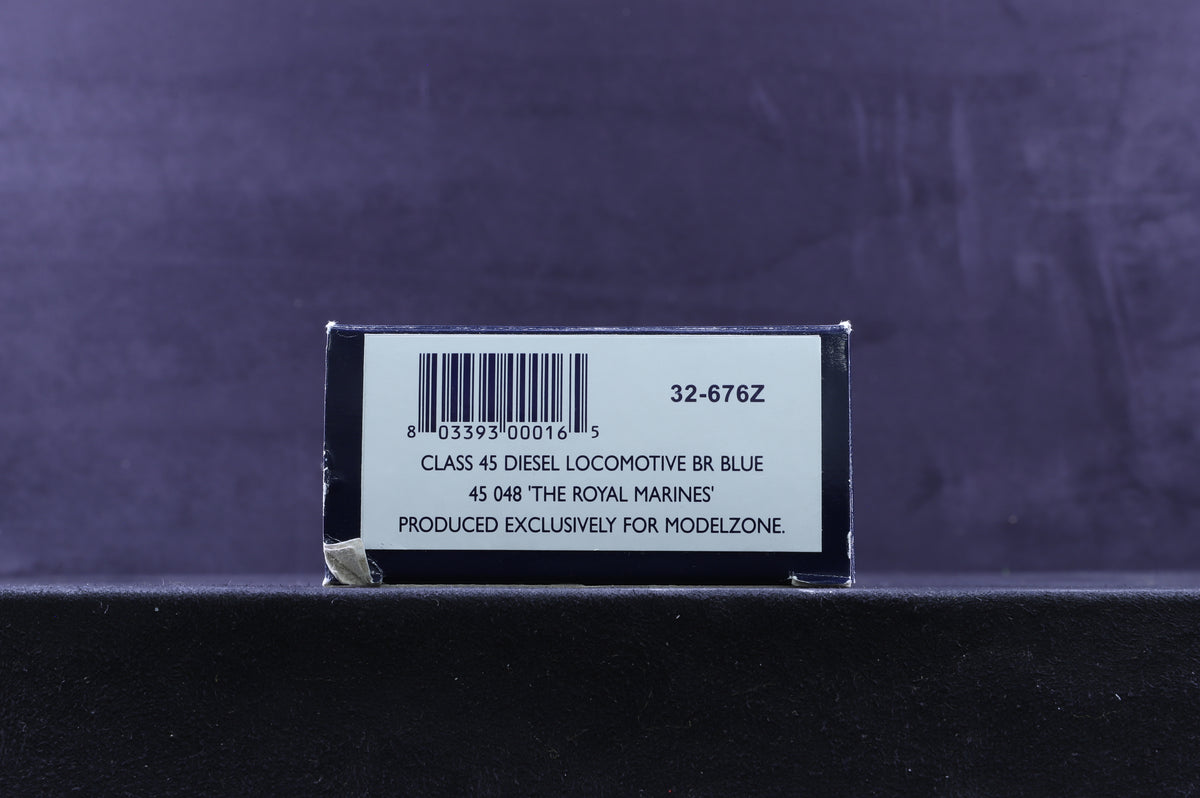 32-676Z
8 03393 00016 5
CLASS 45 DIESEL LOCOMOTIVE BR BLUE
45 048 'THE ROYAL MARINES'
PRODUCED EXCLUSIVELY FOR MODELZONE.